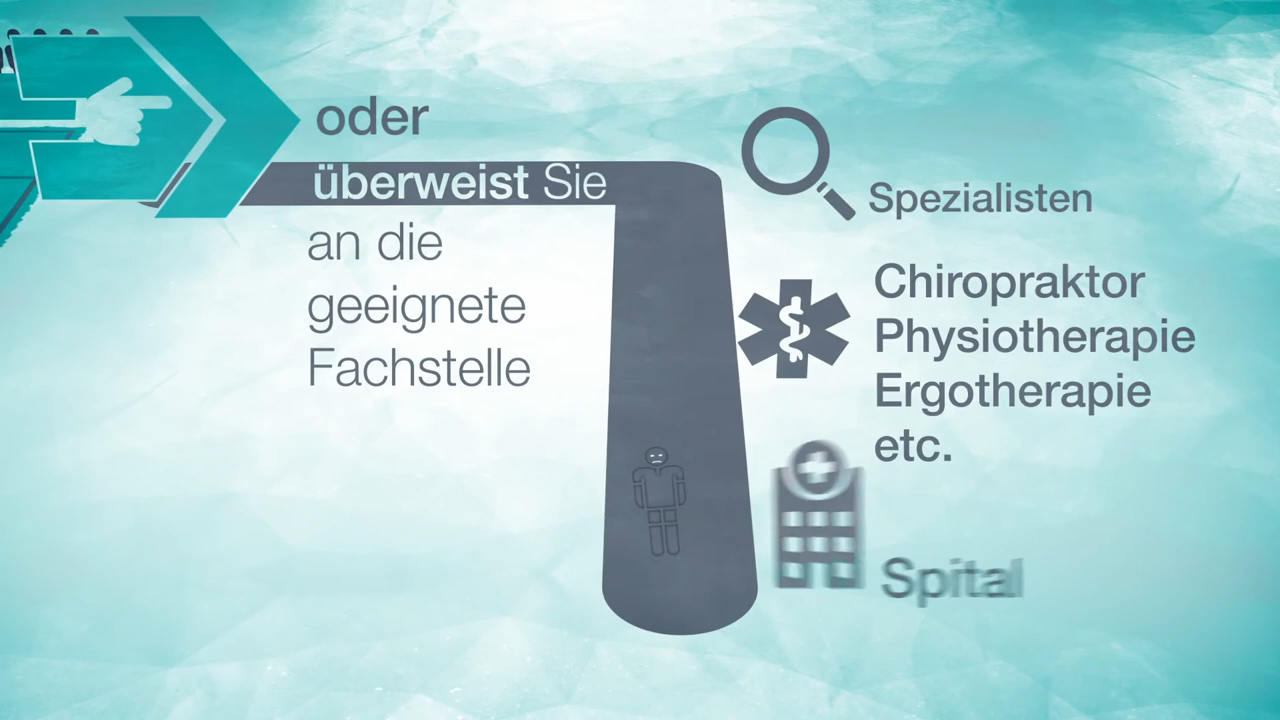 oder
überweist Sie
an die
geeignete
Fachstelle
Spezialisten
Chiropraktor
Physiotherapie
Ergotherapie
etc.
Spital